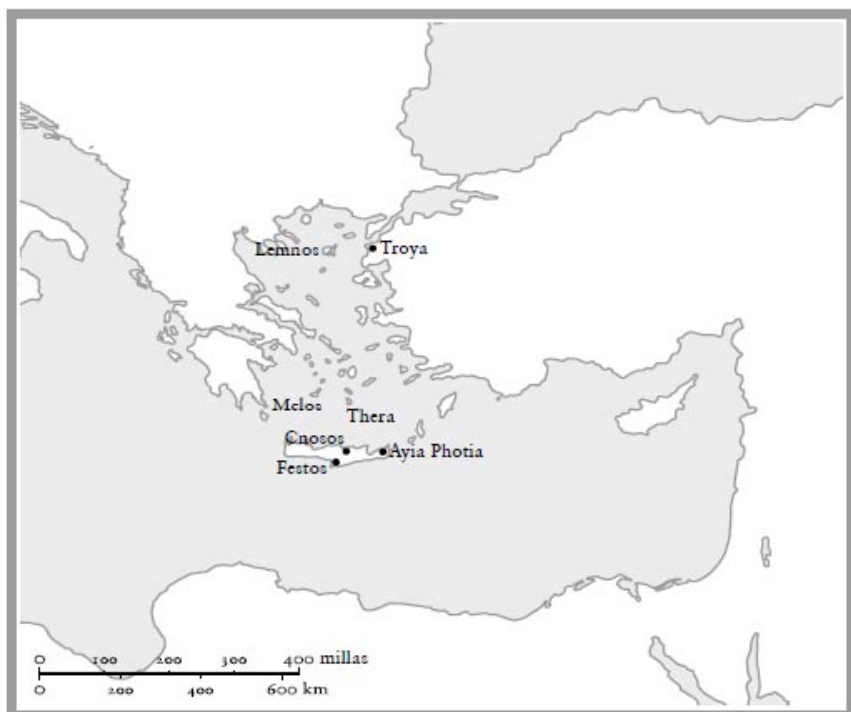 Lemnos
Troya
Melos
Thera
Cnosos
Ayia Photia
Festos
0 100 200 300 400 millas
0 200 400 600 km